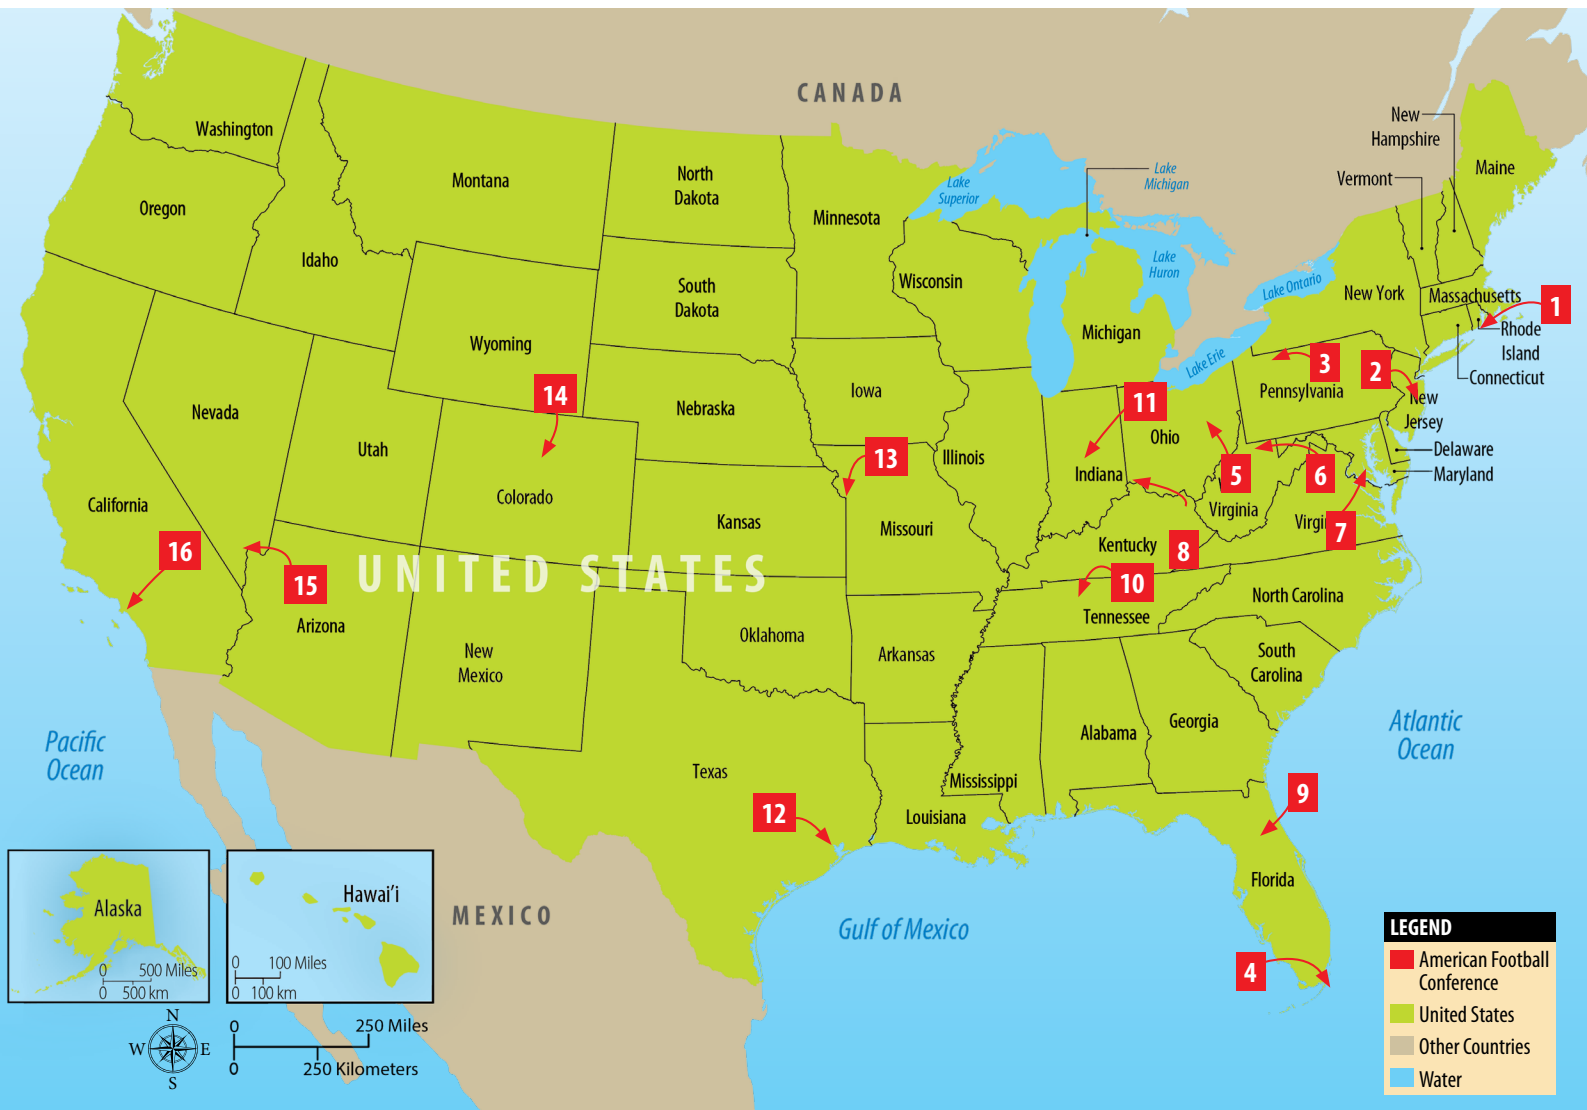 CANADA
New
Hampshire
Vermont
Maine
Washington
Montana
North
Dakota
Minnesota
Lake
Superior
Lake
Michigan
Oregon
Idaho
South
Dakota
Wisconsin
Lake
Huron
Lake Ontario
New York
Massachusetts
1
Rhode
Island
Connecticut
Wyoming
Michigan
Lake Erie
3
2
Pennsylvania
New
Jersey
14
Iowa
11
Nevada
Nebraska
Ohio
Utah
13
Illinois
Indiana
5
6
Delaware
Maryland
California
Colorado
Kansas
Missouri
Virginia
Virgi
7
16
Kentucky
8
UNITED STATES
15
10
Arizona
Tennessee
North Carolina
New
Mexico
Oklahoma
Arkansas
South
Carolina
Pacific
Ocean
Texas
Alabama
Georgia
Atlantic
Ocean
Mississippi
12
Louisiana
9
Florida
Alaska
0 500 Miles
0 500 km
Hawai'i
0 100 Miles
0 100 km
MEXICO
Gulf of Mexico
4
N
W E
S
0 250 Miles
0 250 Kilometers
LEGEND
American Football
Conference
United States
Other Countries
Water